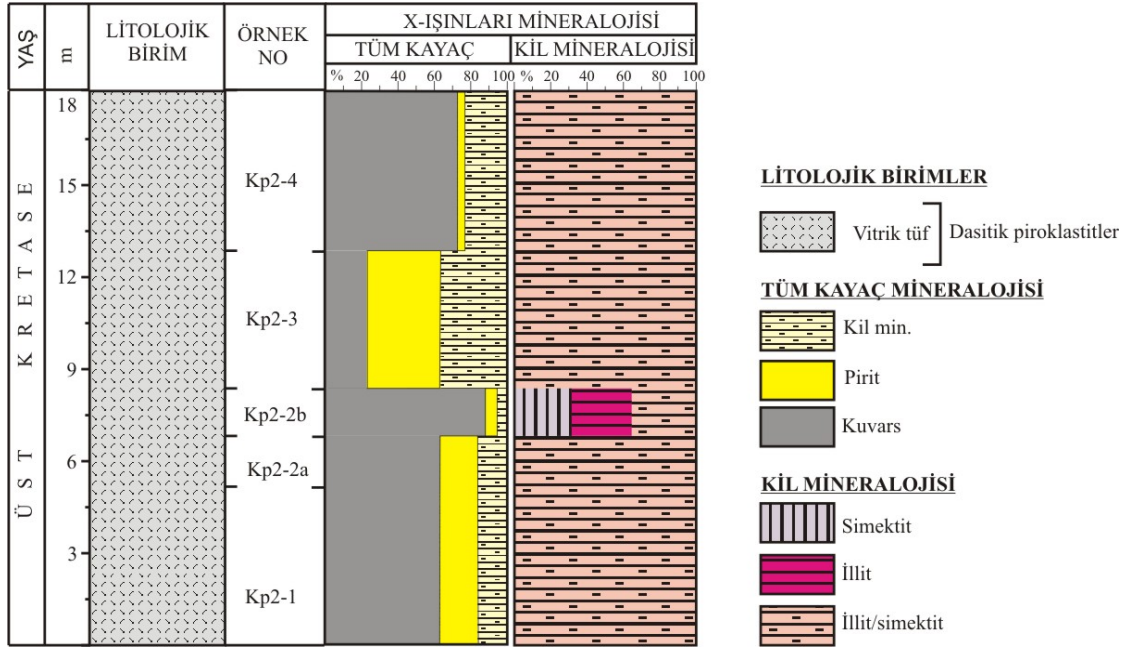 YAŞ
m
LİTOLOJİK
BİRİM
ÖRNEK
NO
X-IŞINLARI MİNERALOJİSİ
TÜM KAYAÇ
KİL MİNERALOJİSİ
% 20 40 60 80 100
% 20 40 60 80 100
ÜST KRETASE
18
15
12
9
6
3
Kp2-4
Kp2-3
Kp2-2b
Kp2-2a
Kp2-1
LİTOLOJİK BİRİMLER
Vitrik tüf
Dasitik piroklastitler
TÜM KAYAÇ MİNERALOJİSİ
Kil min.
Pirit
Kuvars
KİL MİNERALOJİSİ
Simektit
İllit
İllit/simektit